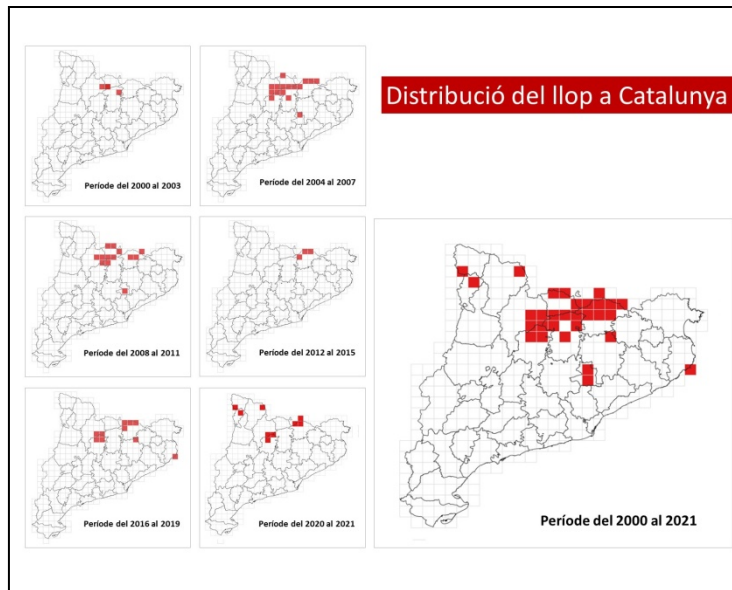 Distribució del llop a Catalunya
Període del 2000 al 2003
Període del 2004 al 2007
Període del 2008 al 2011
Període del 2012 al 2015
Període del 2016 al 2019
Període del 2020 al 2021
Període del 2000 al 2021